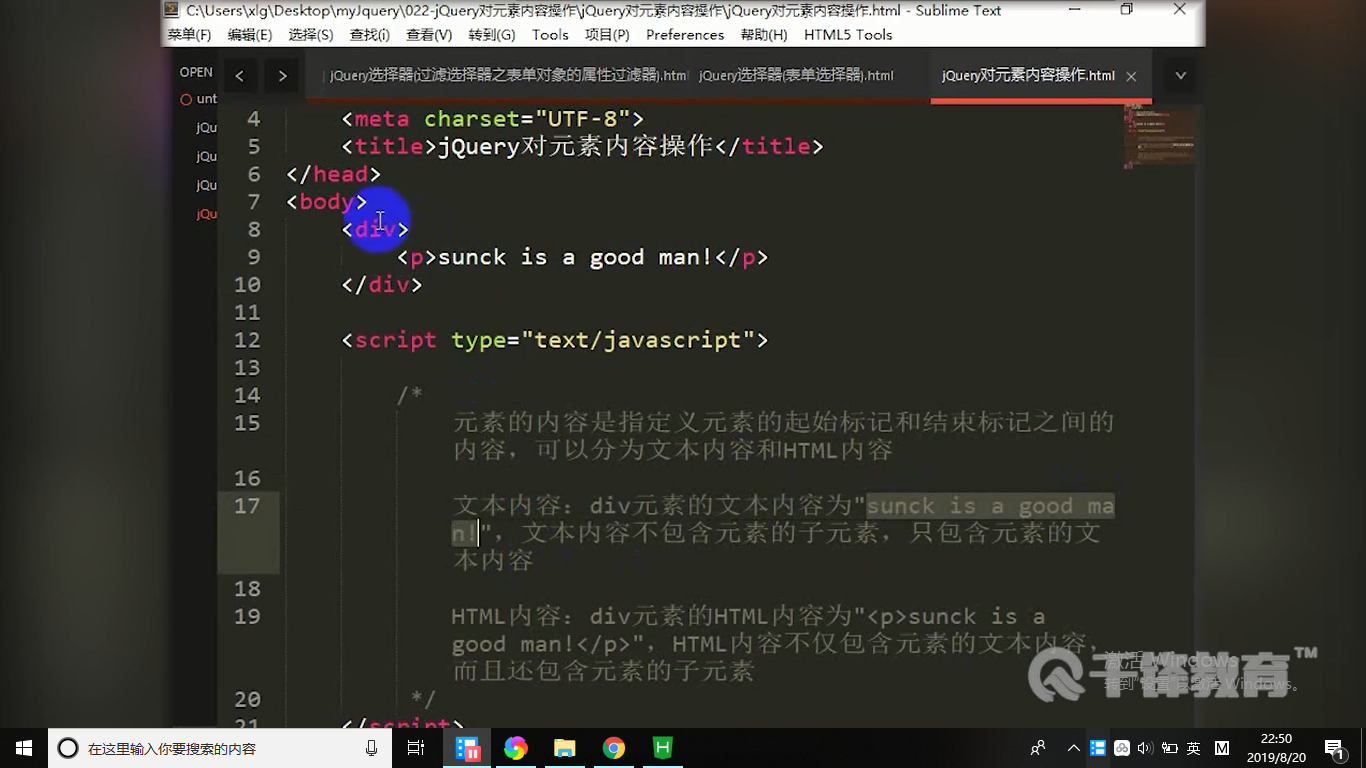 C:\Users\xlg\Desktop\myJquery\022-jQuery对元素内容操作\jQuery对元素内容操作\jQuery对元素内容操作.html - Sublime Text
菜单(F) 编辑(E) 选择(S) 查找(i) 查看(V) 转到(G) Tools 项目(P) Preferences 帮助(H) HTML5 Tools
OPEN
unt
jQu
jQu
jQu
jQu
jQuery选择器(过滤选择器之表单对象的属性过滤器).html jQuery选择器(表单选择器).html jQuery对元素内容操作.html
4 <meta charset="UTF-8">
5 <title>jQuery对元素内容操作</title>
6 </head>
7 <body>
8 <div>
9 <p>sunck is a good man!</p>
10 </div>
11
12 <script type="text/javascript">
13
14 /*
15 元素的内容是指定义元素的起始标记和结束标记之间的
内容，可以分为文本内容和HTML内容
16
17 文本内容：div元素的文本内容为"sunck is a good ma
n!"，文本内容不包含元素的子元素，只包含元素的文
本内容
18
19 HTML内容：div元素的HTML内容为"<p>sunck is a
good man!</p>"，HTML内容不仅包含元素的文本内容，
而且还包含元素的子元素
20 */
21 </script>
千锋教育™
激活 Windows
转到"设置"以激活 Windows。
在这里输入你要搜索的内容
英
22:50
2019/8/20
1